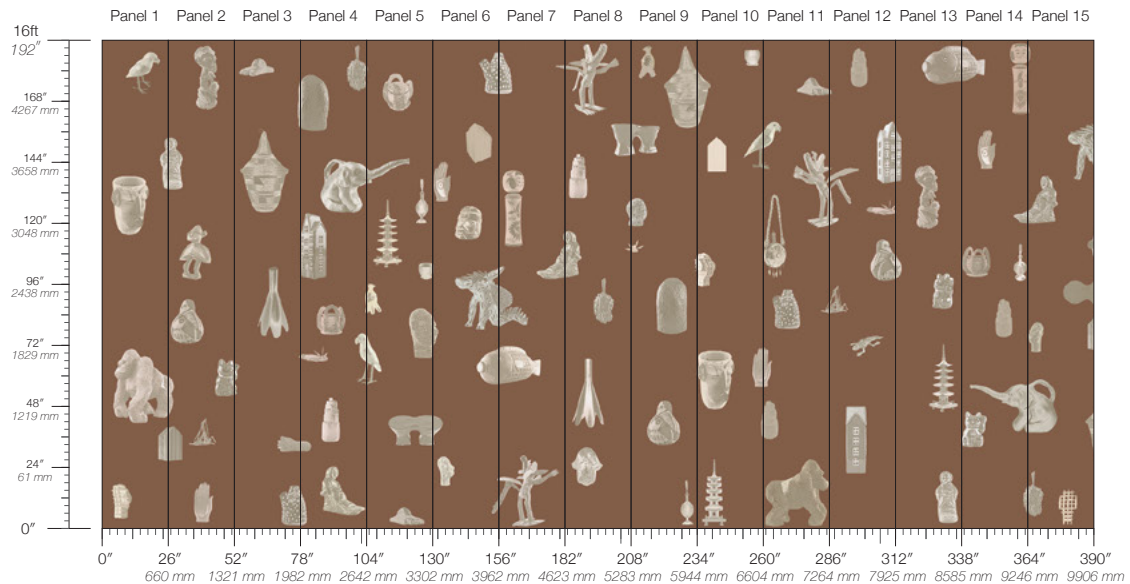 Panel 1 Panel 2 Panel 3 Panel 4 Panel 5 Panel 6 Panel 7 Panel 8 Panel 9 Panel 10 Panel 11 Panel 12 Panel 13 Panel 14 Panel 15
16ft
192″
168″
4267 mm
144″
3658 mm
120″
3048 mm
96″
2438 mm
72″
1829 mm
48″
1219 mm
24″
61 mm
0″
0″ 26″ 52″ 78″ 104″ 130″ 156″ 182″ 208″ 234″ 260″ 286″ 312″ 338″ 364″ 390″
660 mm 1321 mm 1982 mm 2642 mm 3302 mm 3962 mm 4623 mm 5283 mm 5944 mm 6604 mm 7264 mm 7925 mm 8585 mm 9246 mm 9906 mm